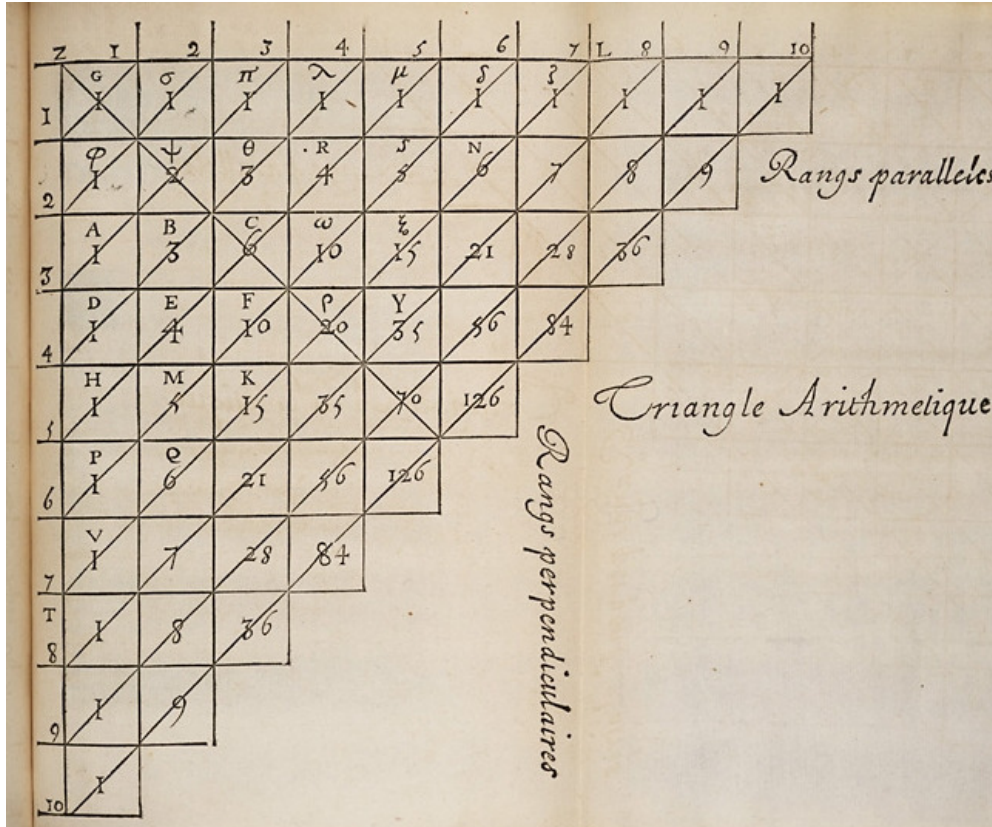 Z 1 2 3 4 5 6 7 L 8 9 10
G σ π λ μ δ ζ
1 1 1 1 1 1 1 1 1 1 1
φ ψ θ R S N
2 1 2 3 4 5 6 7 8 9
Rangs paralleles
A B C ω ξ
3 1 3 6 10 15 21 28 36
D E F ρ Y
4 1 4 10 20 35 56 84
H M K
5 1 5 15 35 70 126
Triangle Arithmetique
P Q
6 1 6 21 56 126
V
7 1 7 28 84
Rangs perpendiculaires
T
8 1 8 36
9 1 9
10 1